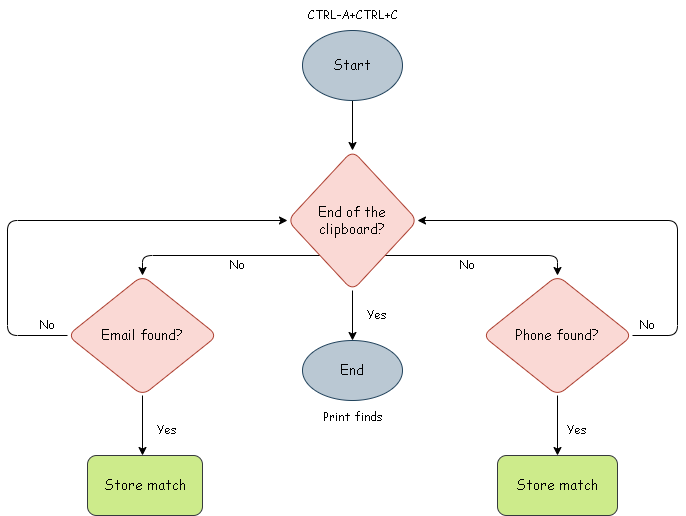 CTRL-A+CTRL+C
Start
End of the
clipboard?
No
No
Yes
No
Email found?
End
Phone found?
No
Print finds
Yes
Yes
Store match
Store match